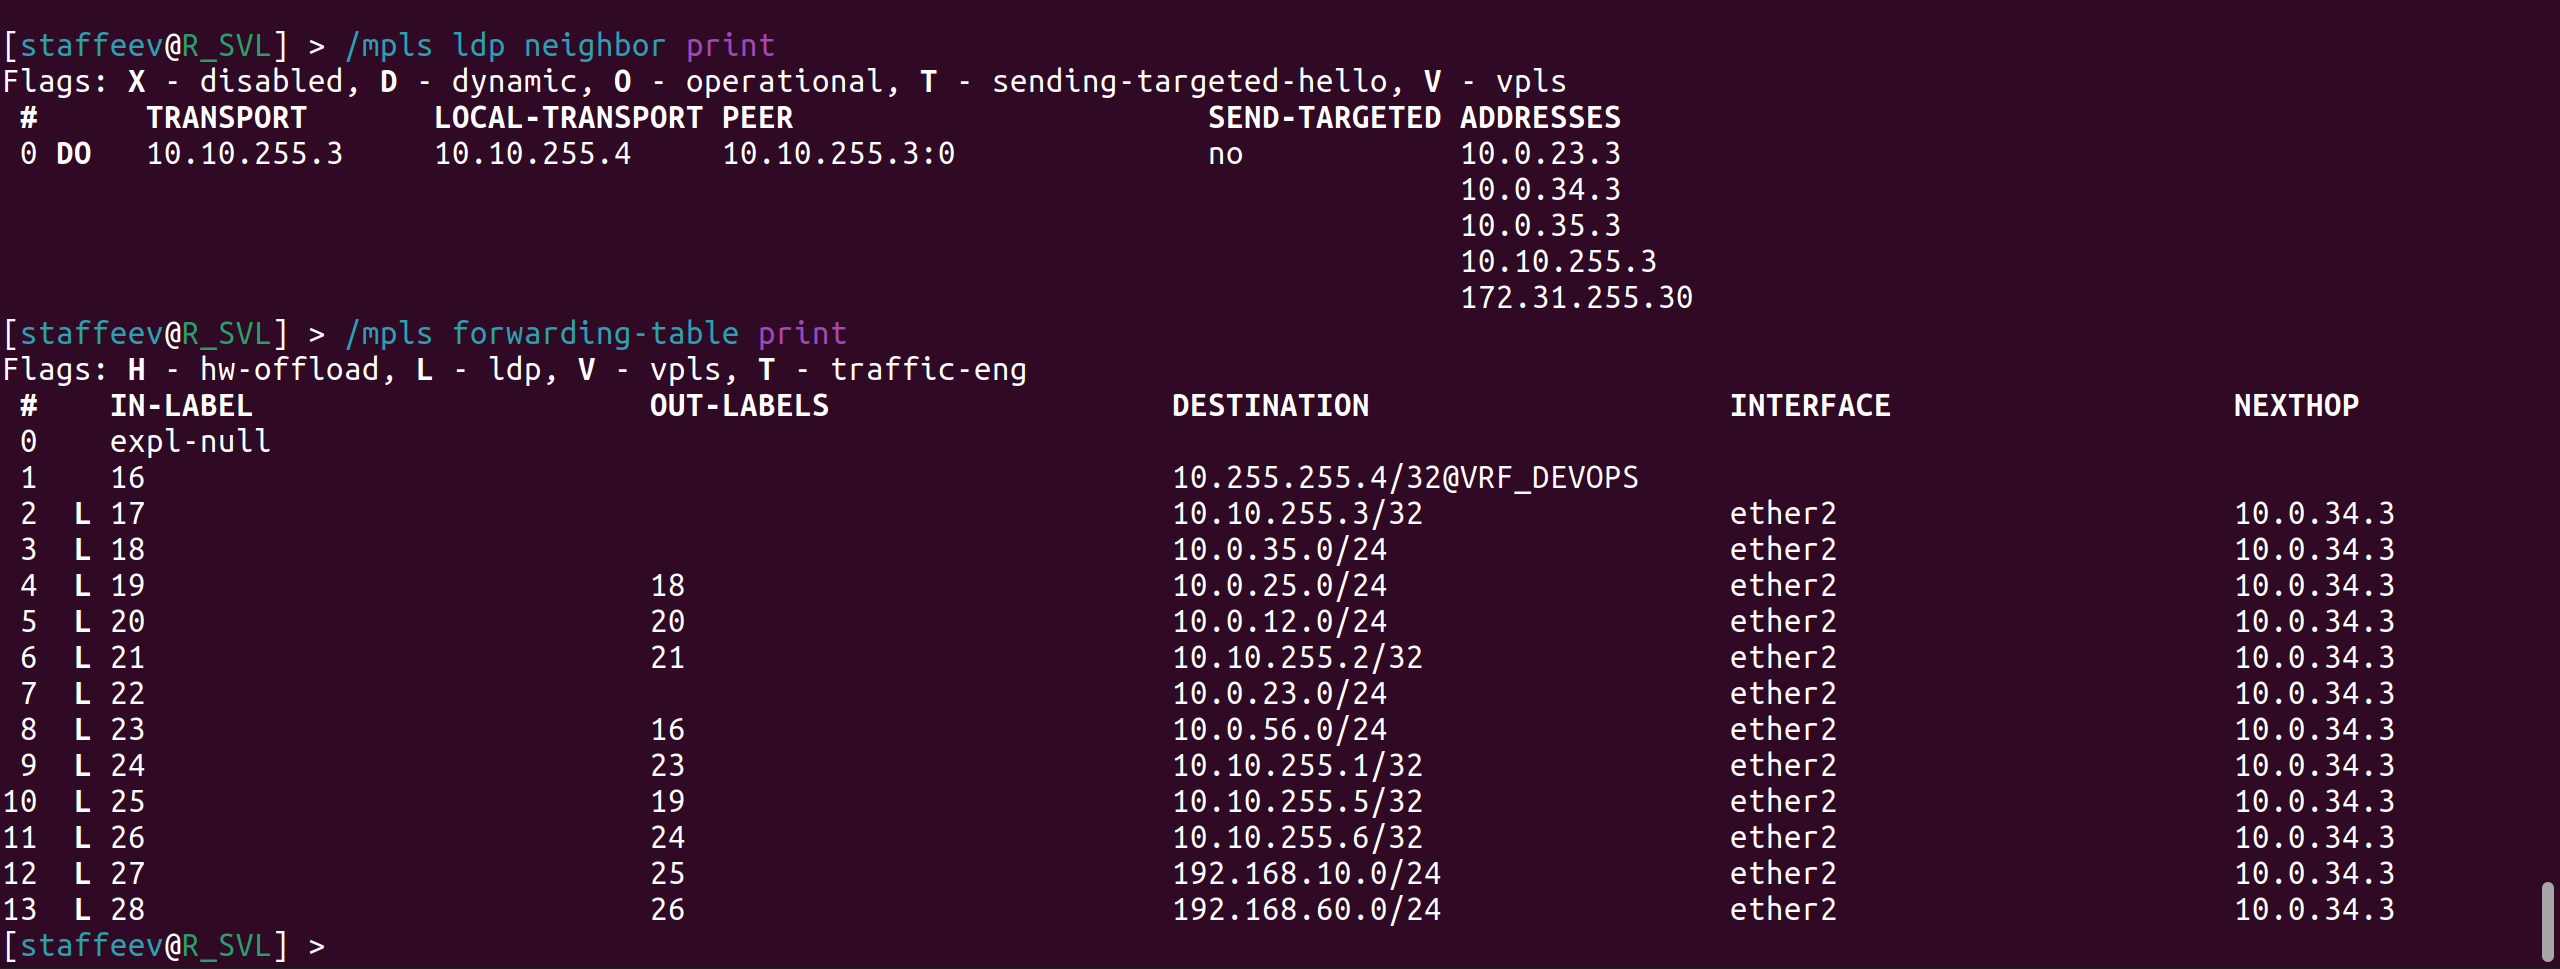 [staffeev@R_SVL] > /mpls ldp neighbor print
Flags: X - disabled, D - dynamic, O - operational, T - sending-targeted-hello, V - vpls
 #      TRANSPORT       LOCAL-TRANSPORT PEER                       SEND-TARGETED ADDRESSES
 0 DO   10.10.255.3     10.10.255.4     10.10.255.3:0              no            10.0.23.3
                                                                                 10.0.34.3
                                                                                 10.0.35.3
                                                                                 10.10.255.3
                                                                                 172.31.255.30
[staffeev@R_SVL] > /mpls forwarding-table print
Flags: H - hw-offload, L - ldp, V - vpls, T - traffic-eng
 #    IN-LABEL                      OUT-LABELS                   DESTINATION                    INTERFACE                   NEXTHOP
 0    expl-null
 1    16                                                         10.255.255.4/32@VRF_DEVOPS
 2  L 17                                                         10.10.255.3/32                 ether2                      10.0.34.3
 3  L 18                                                         10.0.35.0/24                   ether2                      10.0.34.3
 4  L 19                            18                           10.0.25.0/24                   ether2                      10.0.34.3
 5  L 20                            20                           10.0.12.0/24                   ether2                      10.0.34.3
 6  L 21                            21                           10.10.255.2/32                 ether2                      10.0.34.3
 7  L 22                                                         10.0.23.0/24                   ether2                      10.0.34.3
 8  L 23                            16                           10.0.56.0/24                   ether2                      10.0.34.3
 9  L 24                            23                           10.10.255.1/32                 ether2                      10.0.34.3
10  L 25                            19                           10.10.255.5/32                 ether2                      10.0.34.3
11  L 26                            24                           10.10.255.6/32                 ether2                      10.0.34.3
12  L 27                            25                           192.168.10.0/24                ether2                      10.0.34.3
13  L 28                            26                           192.168.60.0/24                ether2                      10.0.34.3
[staffeev@R_SVL] >